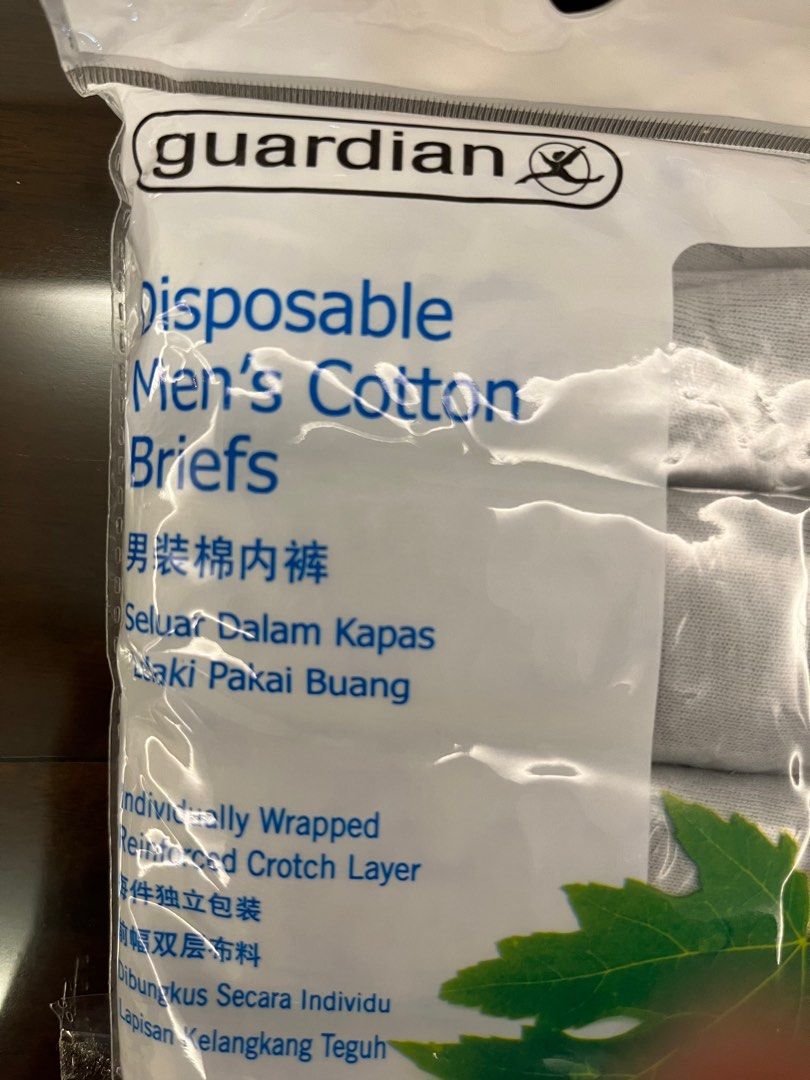 guardian
Disposable
Men's Cotton
Briefs
男装棉内裤
Seluar Dalam Kapas
Lelaki Pakai Buang
Individually Wrapped
Reinforced Crotch Layer
每件独立包装
前幅双层布料
Dibungkus Secara Individu
Lapisan Kelangkang Teguh